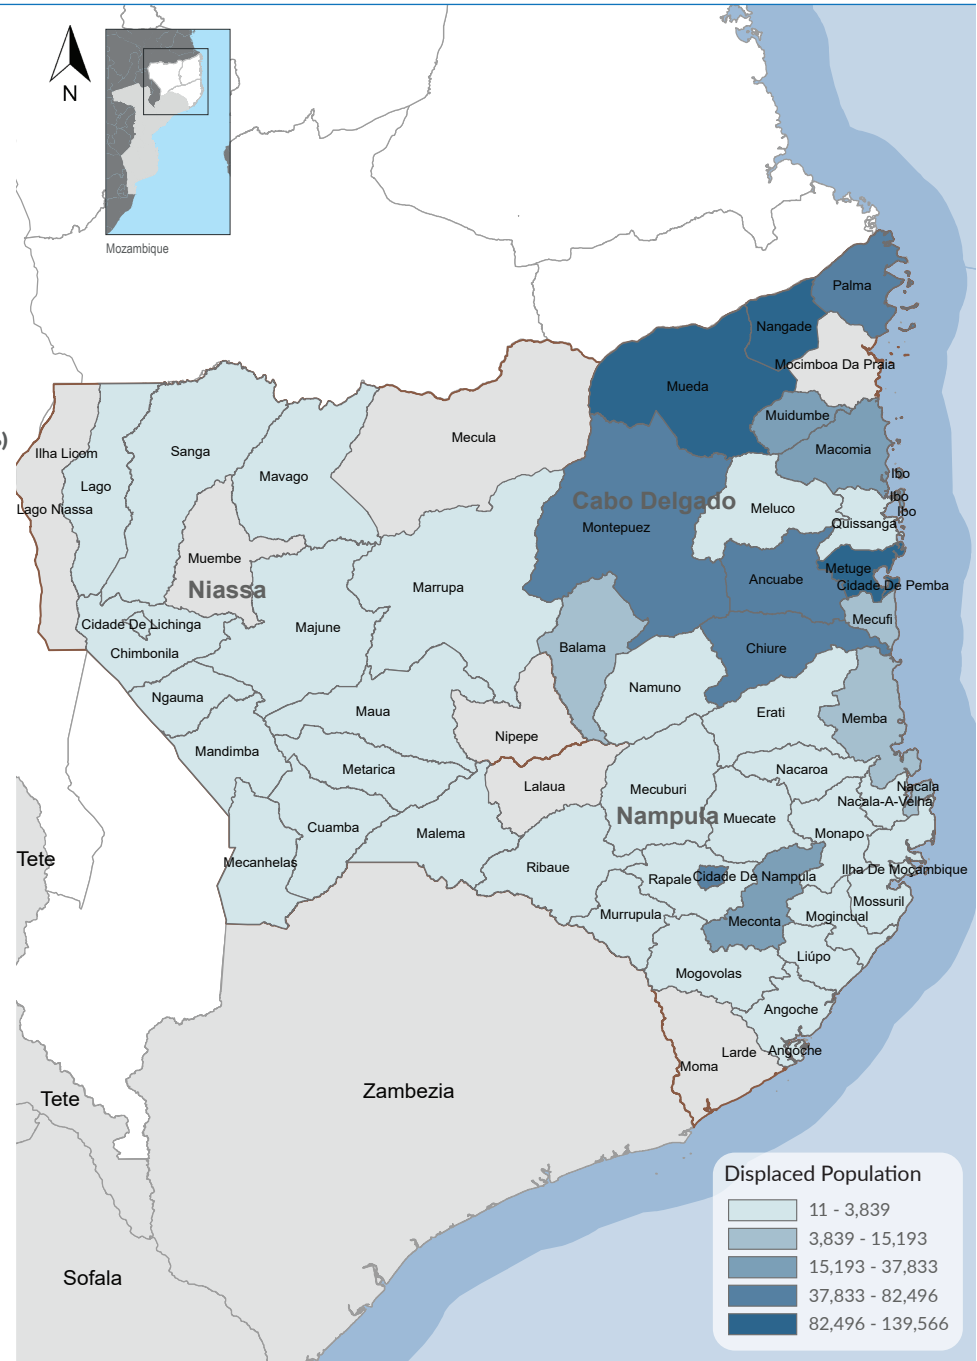 N
Mozambique
Palma
Nangade
Mocimboa Da Praia
Mueda
Muidumbe
Macomia
Mecula
Sanga
Mavago
Ilha Licom
Lago
Lago Niassa
Ibo
Ibo
Ibo
Cabo Delgado
Meluco
Montepuez
Quissanga
Muembe
Niassa
Marrupa
Ancuabe
Metuge
Cidade De Pemba
Mecufi
Cidade De Lichinga
Majune
Chimbonila
Balama
Chiure
Namuno
Ngauma
Maua
Erati
Memba
Nipepe
Mandimba
Metarica
Lalaua
Mecuburi
Nacaroa
Nacala
Nacala-A-Velha
Nampula
Muecate
Cuamba
Malema
Monapo
Mecanhelas
Tete
Ribaue
Rapale
Cidade De Nampula
Ilha De Moçambique
Mossuril
Murrupula
Meconta
Mogincual
Liúpo
Mogovolas
Angoche
Angoche
Larde
Moma
Zambezia
Tete
Sofala
Displaced Population
11 - 3,839
3,839 - 15,193
15,193 - 37,833
37,833 - 82,496
82,496 - 139,566